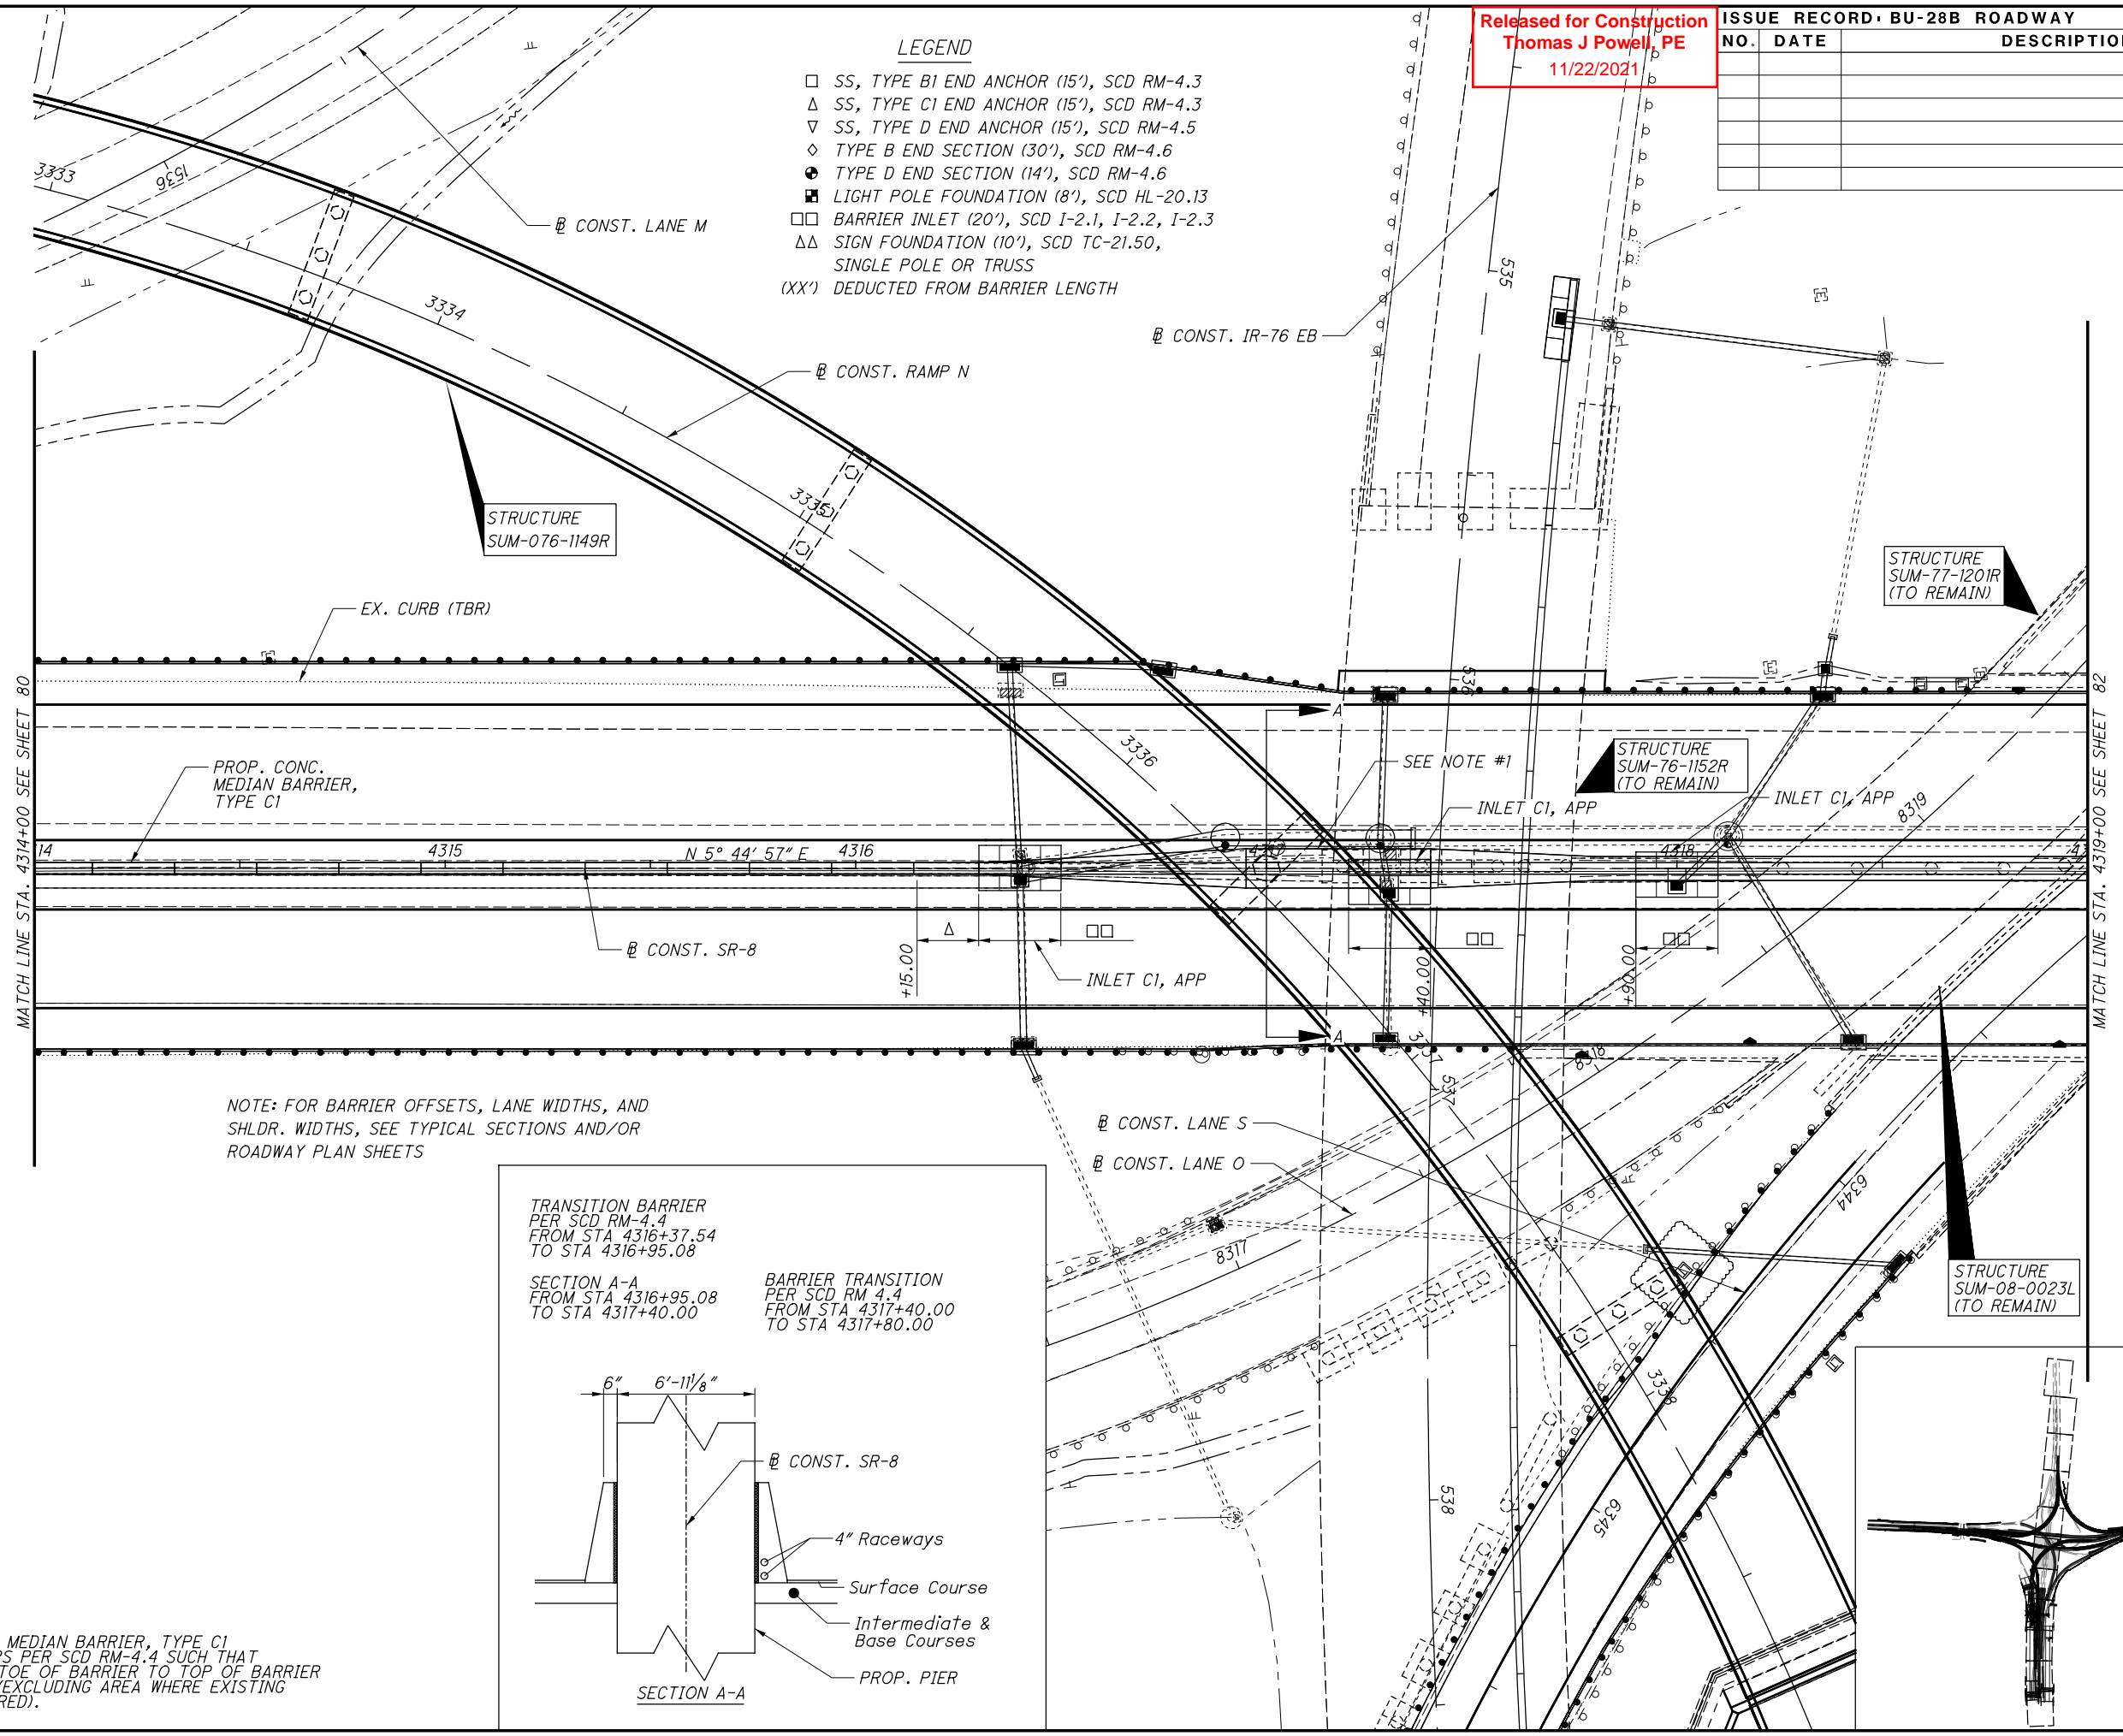 Released for Construction
Thomas J Powell, PE
11/22/2021
ISSUE RECORD: BU-28B ROADWAY
NO. DATE DESCRIPTION
LEGEND
□ SS, TYPE B1 END ANCHOR (15'), SCD RM-4.3
Δ SS, TYPE C1 END ANCHOR (15'), SCD RM-4.3
∇ SS, TYPE D END ANCHOR (15'), SCD RM-4.5
◇ TYPE B END SECTION (30'), SCD RM-4.6
TYPE D END SECTION (14'), SCD RM-4.6
LIGHT POLE FOUNDATION (8'), SCD HL-20.13
□□ BARRIER INLET (20'), SCD I-2.1, I-2.2, I-2.3
ΔΔ SIGN FOUNDATION (10'), SCD TC-21.50,
SINGLE POLE OR TRUSS
(XX') DEDUCTED FROM BARRIER LENGTH
3333
1536
℄ CONST. LANE M
3334
℄ CONST. RAMP N
℄ CONST. IR-76 EB
535
3335
STRUCTURE
SUM-076-1149R
STRUCTURE
SUM-77-1201R
(TO REMAIN)
EX. CURB (TBR)
536
A
3336
SEE NOTE #1
STRUCTURE
SUM-76-1152R
(TO REMAIN)
PROP. CONC.
MEDIAN BARRIER,
TYPE C1
INLET C1, APP
INLET C1, APP
8319
MATCH LINE STA. 4314+00 SEE SHEET 80
MATCH LINE STA. 4319+00 SEE SHEET 82
14
4315
N 5° 44' 57" E
4316
4317
4318
Δ
□□
□□
□□
℄ CONST. SR-8
+15.00
INLET C1, APP
+40.00
+90.00
A
3337
537
8318
NOTE: FOR BARRIER OFFSETS, LANE WIDTHS, AND
SHLDR. WIDTHS, SEE TYPICAL SECTIONS AND/OR
ROADWAY PLAN SHEETS
℄ CONST. LANE S
℄ CONST. LANE O
8317
6344
STRUCTURE
SUM-08-0023L
(TO REMAIN)
TRANSITION BARRIER
PER SCD RM-4.4
FROM STA 4316+37.54
TO STA 4316+95.08
SECTION A-A
FROM STA 4316+95.08
TO STA 4317+40.00
BARRIER TRANSITION
PER SCD RM 4.4
FROM STA 4317+40.00
TO STA 4317+80.00
6"
6'-11⅛"
℄ CONST. SR-8
4" Raceways
Surface Course
Intermediate &
Base Courses
PROP. PIER
SECTION A-A
3338
538
6345
MEDIAN BARRIER, TYPE C1
RS PER SCD RM-4.4 SUCH THAT
TOE OF BARRIER TO TOP OF BARRIER
(EXCLUDING AREA WHERE EXISTING
RED).